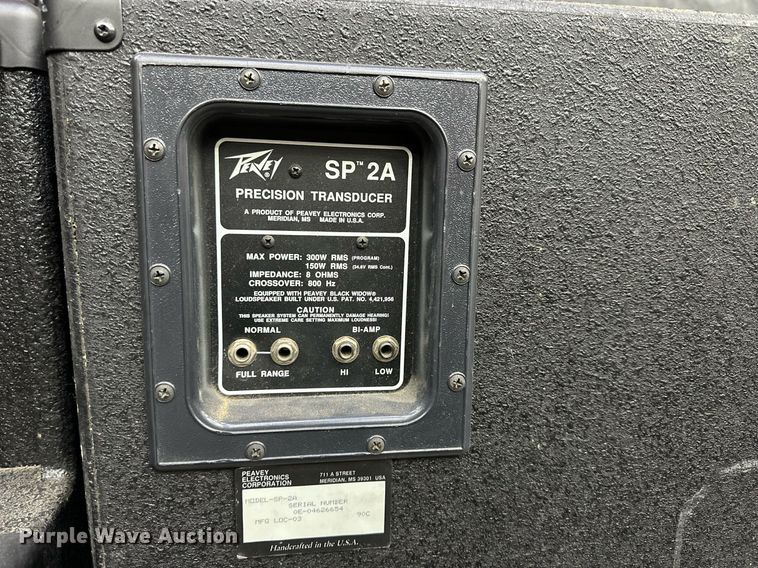 PEAVEY®
SP™ 2A
PRECISION TRANSDUCER
A PRODUCT OF PEAVEY ELECTRONICS CORP.
MERIDIAN, MS MADE IN U.S.A.
MAX POWER: 300W RMS (PROGRAM)
150W RMS (34.6V RMS Cont.)
IMPEDANCE: 8 OHMS
CROSSOVER: 800 Hz
EQUIPPED WITH PEAVEY BLACK WIDOW®
LOUDSPEAKER BUILT UNDER U.S. PAT. NO. 4,421,956
CAUTION
THIS SPEAKER SYSTEM CAN PERMANENTLY DAMAGE HEARING!
USE EXTREME CARE SETTING MAXIMUM LOUDNESS!
NORMAL BI-AMP
FULL RANGE HI LOW
PEAVEY
ELECTRONICS
CORPORATION
711 A STREET
MERIDIAN, MS 39301 USA
MODEL-SP-2A
SERIAL NUMBER
0E-04626654
MFG LOC-03 90C
Handcrafted in the U.S.A.
Purple Wave Auction